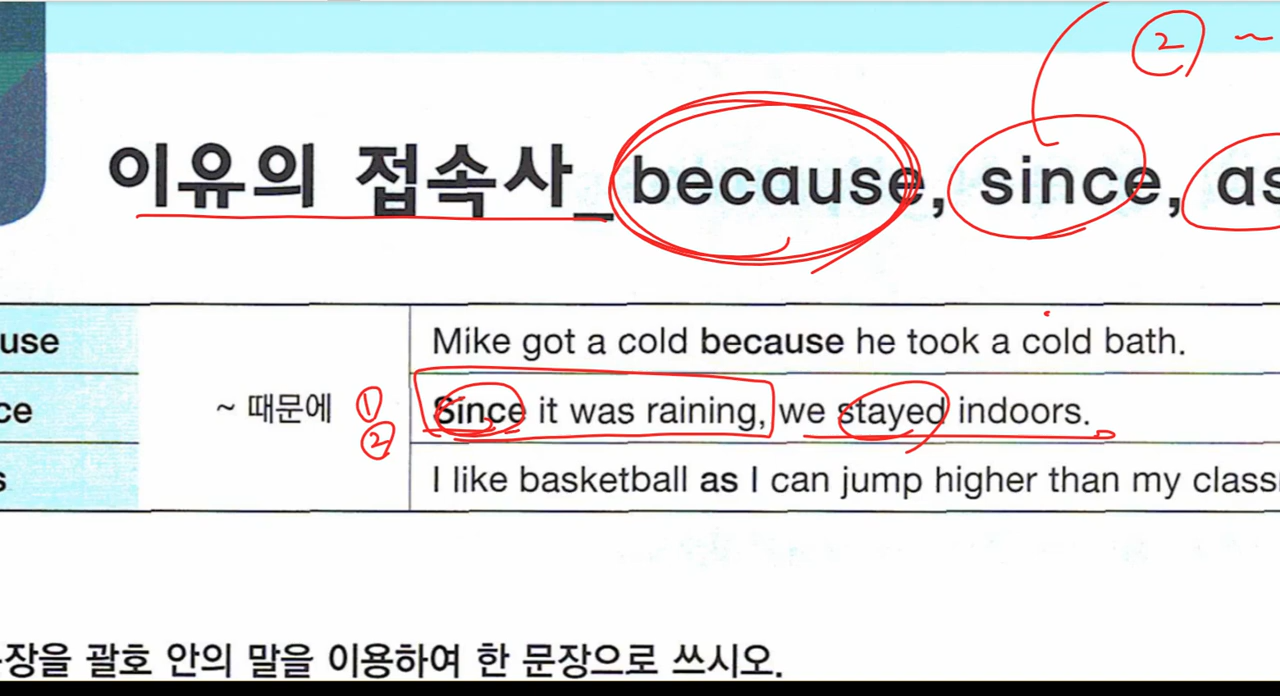 ② ~
이유의 접속사_because, since, as
use
Mike got a cold because he took a cold bath.
ce
~ 때문에 ①
Since it was raining, we stayed indoors.
②
s
I like basketball as I can jump higher than my
장을 괄호 안의 말을 이용하여 한 문장으로 쓰시오.